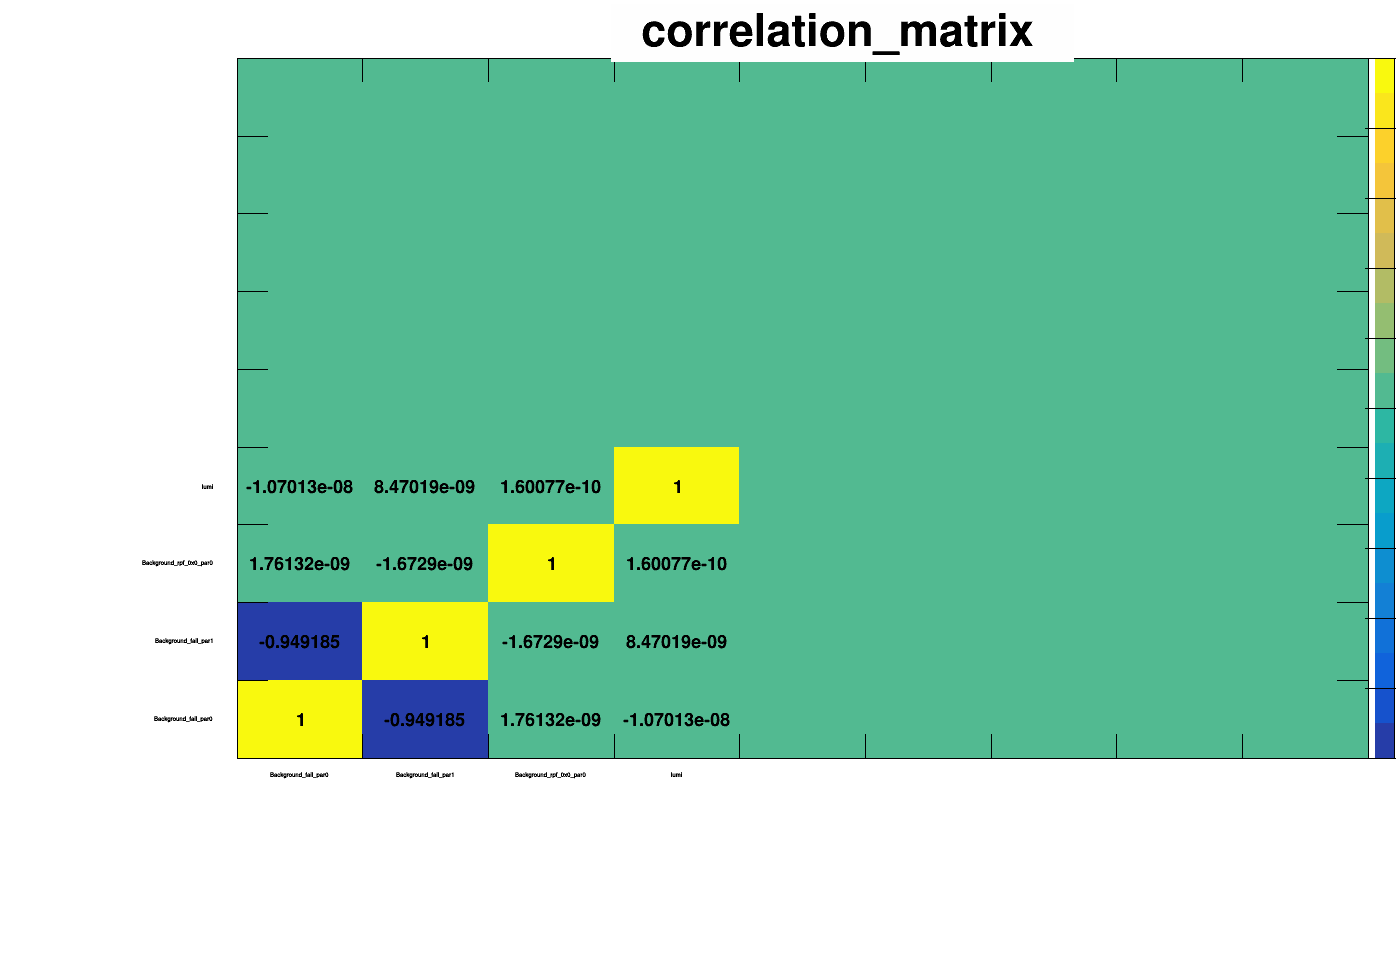 correlation_matrix
lumi -1.07013e-08 8.47019e-09 1.60077e-10 1
Background_rpf_0x0_par0 1.76132e-09 -1.6729e-09 1 1.60077e-10
Background_fail_par1 -0.949185 1 -1.6729e-09 8.47019e-09
Background_fail_par0 1 -0.949185 1.76132e-09 -1.07013e-08
Background_fail_par0 Background_fail_par1 Background_rpf_0x0_par0 lumi